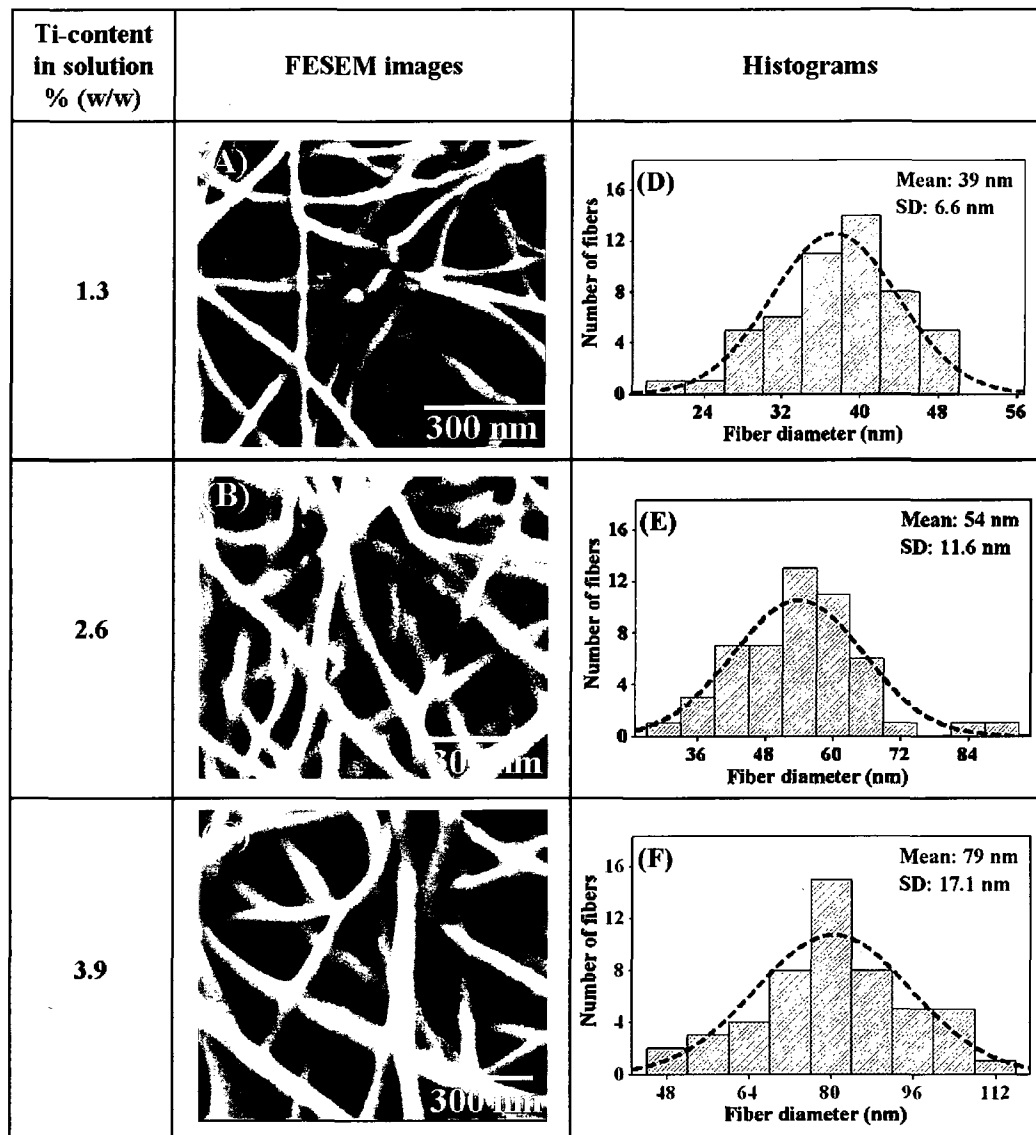 Ti-content
in solution
% (w/w)
FESEM images
Histograms
1.3
A)
300 nm
(D)
Mean: 39 nm
SD: 6.6 nm
Number of fibers
16
12
8
4
0
24 32 40 48 56
Fiber diameter (nm)
2.6
(B)
(E)
Mean: 54 nm
SD: 11.6 nm
Number of fibers
16
12
8
4
0
36 48 60 72 84
Fiber diameter (nm)
3.9
300 nm
(F)
Mean: 79 nm
SD: 17.1 nm
Number of fibers
16
12
8
4
0
48 64 80 96 112
Fiber diameter (nm)